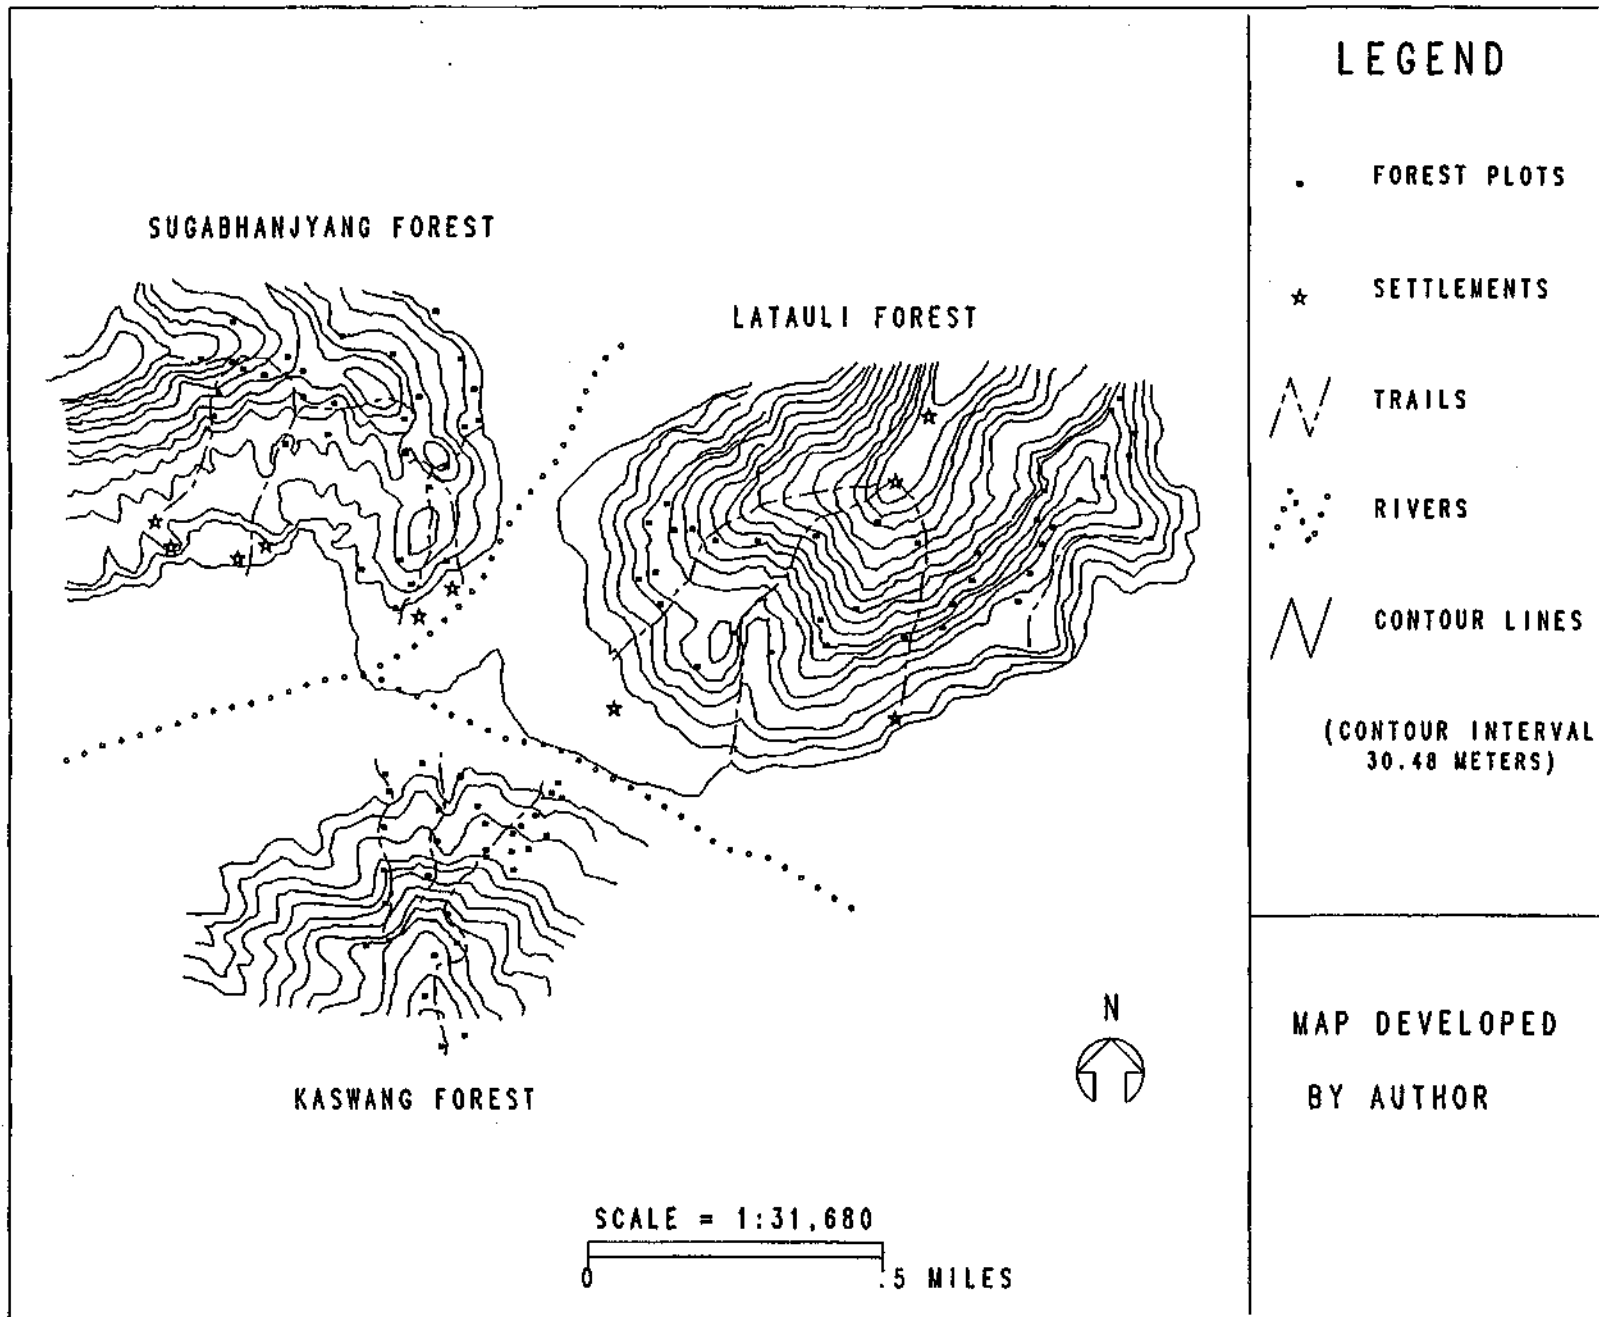 LEGEND
FOREST PLOTS
SUGABHANJYANG FOREST
SETTLEMENTS
LATAULI FOREST
TRAILS
RIVERS
CONTOUR LINES
(CONTOUR INTERVAL
30.48 METERS)
N
MAP DEVELOPED
BY AUTHOR
KASWANG FOREST
SCALE = 1:31,680
0 .5 MILES